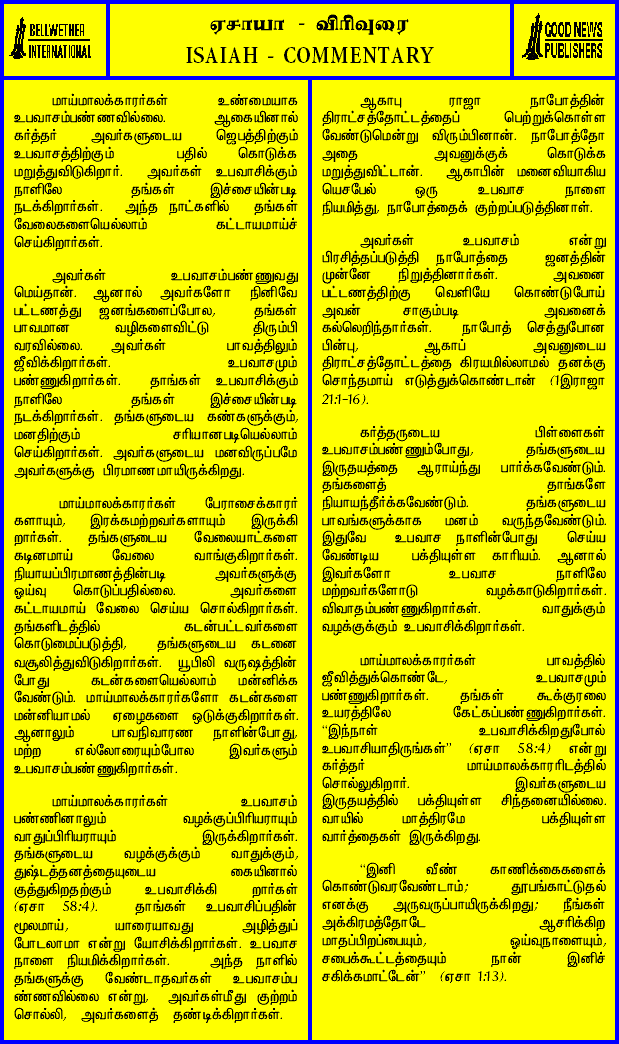 BELLWETHER
INTERNATIONAL
ஏசாயா - விரிவுரை
ISAIAH - COMMENTARY
GOOD NEWS
PUBLISHERS
மாய்மாலக்காரர்கள் உண்மையாக
உபவாசம்பண்ணவில்லை. ஆகையினால்
கர்த்தர் அவர்களுடைய ஜெபத்திற்கும்
உபவாசத்திற்கும் பதில் கொடுக்க
மறுத்துவிடுகிறார். அவர்கள் உபவாசிக்கும்
நாளிலே தங்கள் இச்சையின்படி
நடக்கிறார்கள். அந்த நாட்களில் தங்கள்
வேலைகளையெல்லாம் கட்டாயமாய்ச்
செய்கிறார்கள்.
அவர்கள் உபவாசம்பண்ணுவது
மெய்தான். ஆனால் அவர்களோ நினிவே
பட்டணத்து ஜனங்களைப்போல, தங்கள்
பாவமான வழிகளைவிட்டு திரும்பி
வரவில்லை. அவர்கள் பாவத்திலும்
ஜீவிக்கிறார்கள். உபவாசமும்
பண்ணுகிறார்கள். தாங்கள் உபவாசிக்கும்
நாளிலே தங்கள் இச்சையின்படி
நடக்கிறார்கள். தங்களுடைய கண்களுக்கும்,
மனதிற்கும் சரியானபடியெல்லாம்
செய்கிறார்கள். அவர்களுடைய மனவிருப்பமே
அவர்களுக்கு பிரமாணமாயிருக்கிறது.
மாய்மாலக்காரர்கள் பேராசைக்காரர்
களாயும், இரக்கமற்றவர்களாயும் இருக்கி
றார்கள். தங்களுடைய வேலையாட்களை
கடினமாய் வேலை வாங்குகிறார்கள்.
நியாயப்பிரமாணத்தின்படி அவர்களுக்கு
ஓய்வு கொடுப்பதில்லை. அவர்களை
கட்டாயமாய் வேலை செய்ய சொல்கிறார்கள்.
தங்களிடத்தில் கடன்பட்டவர்களை
கொடுமைப்படுத்தி, தங்களுடைய கடனை
வசூலித்துவிடுகிறார்கள். யூபிலி வருஷத்தின்
போது கடன்களையெல்லாம் மன்னிக்க
வேண்டும். மாய்மாலக்காரர்களோ கடன்களை
மன்னியாமல் ஏழைகளை ஒடுக்குகிறார்கள்.
ஆனாலும் பாவநிவாரண நாளின்போது,
மற்ற எல்லோரையும்போல இவர்களும்
உபவாசம்பண்ணுகிறார்கள்.
மாய்மாலக்காரர்கள் உபவாசம்
பண்ணினாலும் வழக்குப்பிரியராயும்
வாதுப்பிரியராயும் இருக்கிறார்கள்.
தங்களுடைய வழக்குக்கும் வாதுக்கும்,
துஷ்டத்தனத்தையுடைய கையினால்
குத்துகிறதற்கும் உபவாசிக்கி றார்கள்
(ஏசா 58:4). தாங்கள் உபவாசிப்பதின்
மூலமாய், யாரையாவது அழித்துப்
போடலாமா என்று யோசிக்கிறார்கள். உபவாச
நாளை நியமிக்கிறார்கள். அந்த நாளில்
தங்களுக்கு வேண்டாதவர்கள் உபவாசம்ப
ண்ணவில்லை என்று, அவர்கள்மீது குற்றம்
சொல்லி, அவர்களைத் தண்டிக்கிறார்கள்.
ஆகாபு ராஜா நாபோத்தின்
திராட்சத்தோட்டத்தைப் பெற்றுக்கொள்ள
வேண்டுமென்று விரும்பினான். நாபோத்தோ
அதை அவனுக்குக் கொடுக்க
மறுத்துவிட்டான். ஆகாபின் மனைவியாகிய
யெசபேல் ஒரு உபவாச நாளை
நியமித்து, நாபோத்தைக் குற்றப்படுத்தினாள்.
அவர்கள் உபவாசம் என்று
பிரசித்தப்படுத்தி நாபோத்தை ஜனத்தின்
முன்னே நிறுத்தினார்கள். அவனை
பட்டணத்திற்கு வெளியே கொண்டுபோய்
அவன் சாகும்படி அவனைக்
கல்லெறிந்தார்கள். நாபோத் செத்துபோன
பின்பு, ஆகாப் அவனுடைய
திராட்சத்தோட்டத்தை கிரயமில்லாமல் தனக்கு
சொந்தமாய் எடுத்துக்கொண்டான் (1இராஜா
21:1-16).
கர்த்தருடைய பிள்ளைகள்
உபவாசம்பண்ணும்போது, தங்களுடைய
இருதயத்தை ஆராய்ந்து பார்க்கவேண்டும்.
தங்களைத் தாங்களே
நியாயந்தீர்க்கவேண்டும். தங்களுடைய
பாவங்களுக்காக மனம் வருந்தவேண்டும்.
இதுவே உபவாச நாளின்போது செய்ய
வேண்டிய பக்தியுள்ள காரியம். ஆனால்
இவர்களோ உபவாச நாளிலே
மற்றவர்களோடு வழக்காடுகிறார்கள்.
விவாதம்பண்ணுகிறார்கள். வாதுக்கும்
வழக்குக்கும் உபவாசிக்கிறார்கள்.
மாய்மாலக்காரர்கள் பாவத்தில்
ஜீவித்துக்கொண்டே, உபவாசமும்
பண்ணுகிறார்கள். தங்கள் கூக்குரலை
உயரத்திலே கேட்கப்பண்ணுகிறார்கள்.
"இந்நாள் உபவாசிக்கிறதுபோல்
உபவாசியாதிருங்கள்" (ஏசா 58:4) என்று
கர்த்தர் மாய்மாலக்காரரிடத்தில்
சொல்லுகிறார். இவர்களுடைய
இருதயத்தில் பக்தியுள்ள சிந்தனையில்லை.
வாயில் மாத்திரமே பக்தியுள்ள
வார்த்தைகள் இருக்கிறது.
"இனி வீண் காணிக்கைகளைக்
கொண்டுவரவேண்டாம்; தூபங்காட்டுதல்
எனக்கு அருவருப்பாயிருக்கிறது; நீங்கள்
அக்கிரமத்தோடே ஆசரிக்கிற
மாதப்பிறப்பையும், ஓய்வுநாளையும்,
சபைக்கூட்டத்தையும் நான் இனிச்
சகிக்கமாட்டேன்" (ஏசா 1:13).